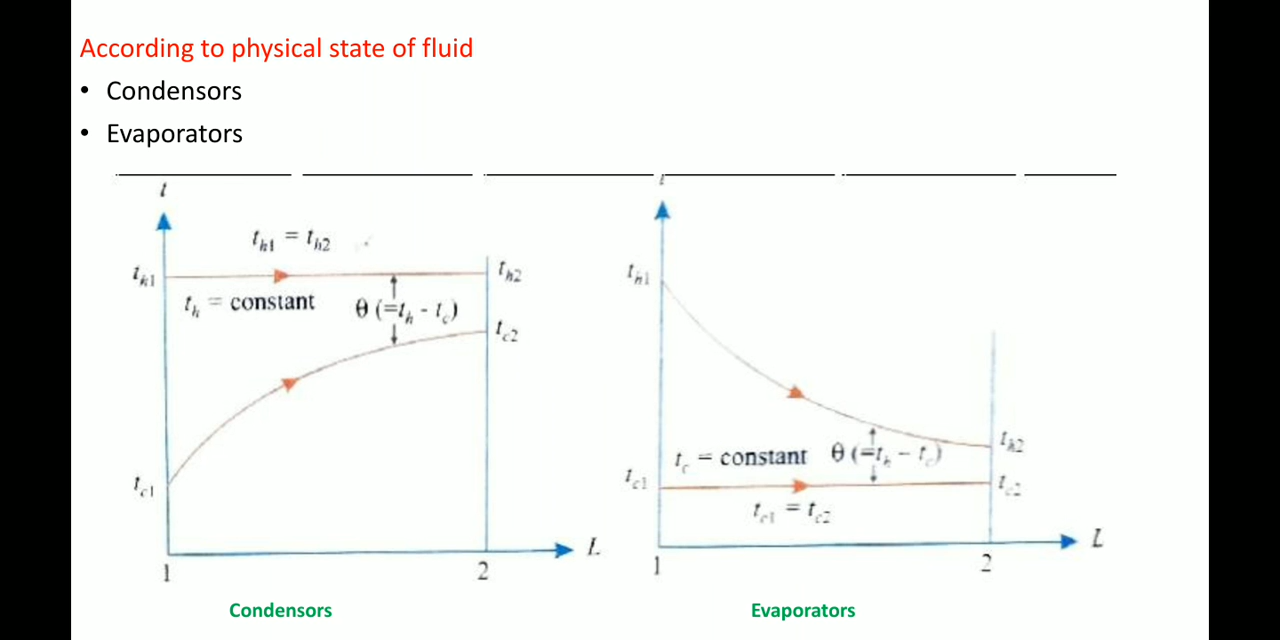 According to physical state of fluid
• Condensors
• Evaporators
t
t_h1 = t_h2
t_h1
t_h2
t_h = constant
θ (=t_h - t_c)
t_c2
t_c1
L
1
2
Condensors
t
t_h1
t_h2
t_c = constant
θ (=t_h - t_c)
t_c1
t_c2
t_c1 = t_c2
L
1
2
Evaporators